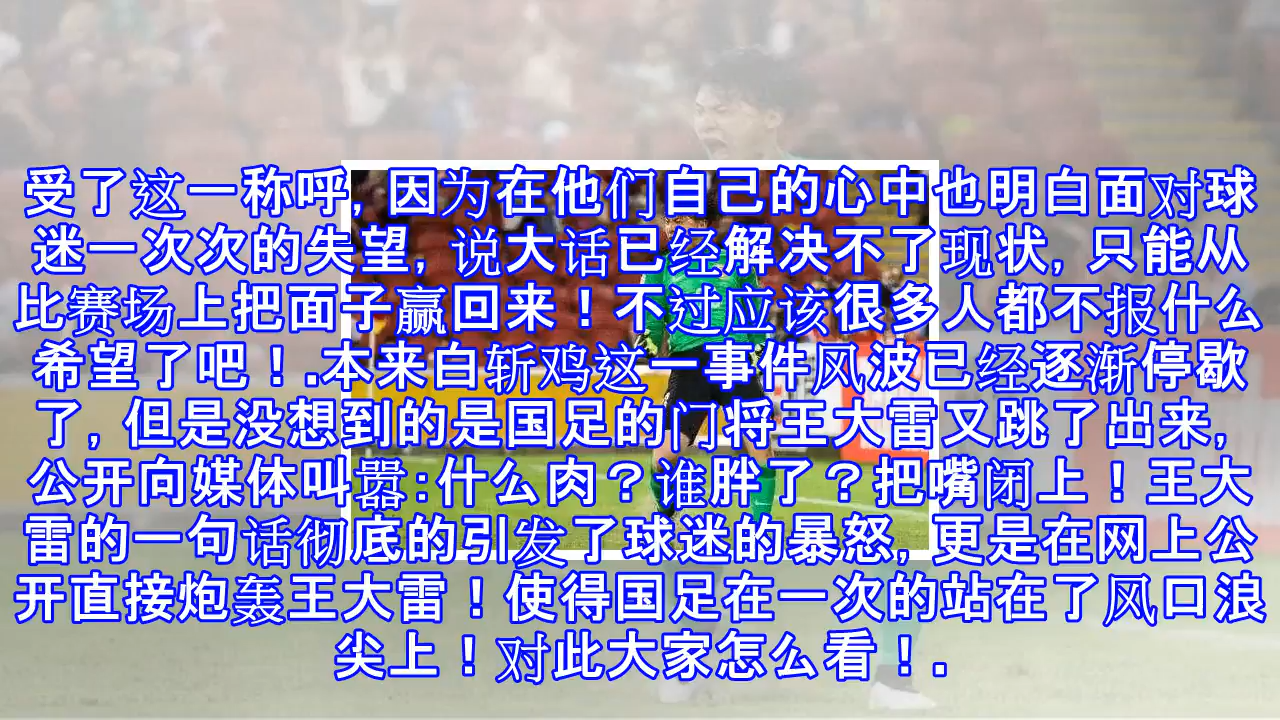 受了这一称呼, 因为在他们自己的心中也明白面对球
迷一次次的失望, 说大话已经解决不了现状, 只能从
比赛场上把面子赢回来！不过应该很多人都不报什么
希望了吧！.本来白斩鸡这一事件风波已经逐渐停歇
了, 但是没想到的是国足的门将王大雷又跳了出来,
公开向媒体叫嚣:什么肉？谁胖了？把嘴闭上！王大
雷的一句话彻底的引发了球迷的暴怒, 更是在网上公
开直接炮轰王大雷！使得国足在一次的站在了风口浪
尖上！对此大家怎么看！.